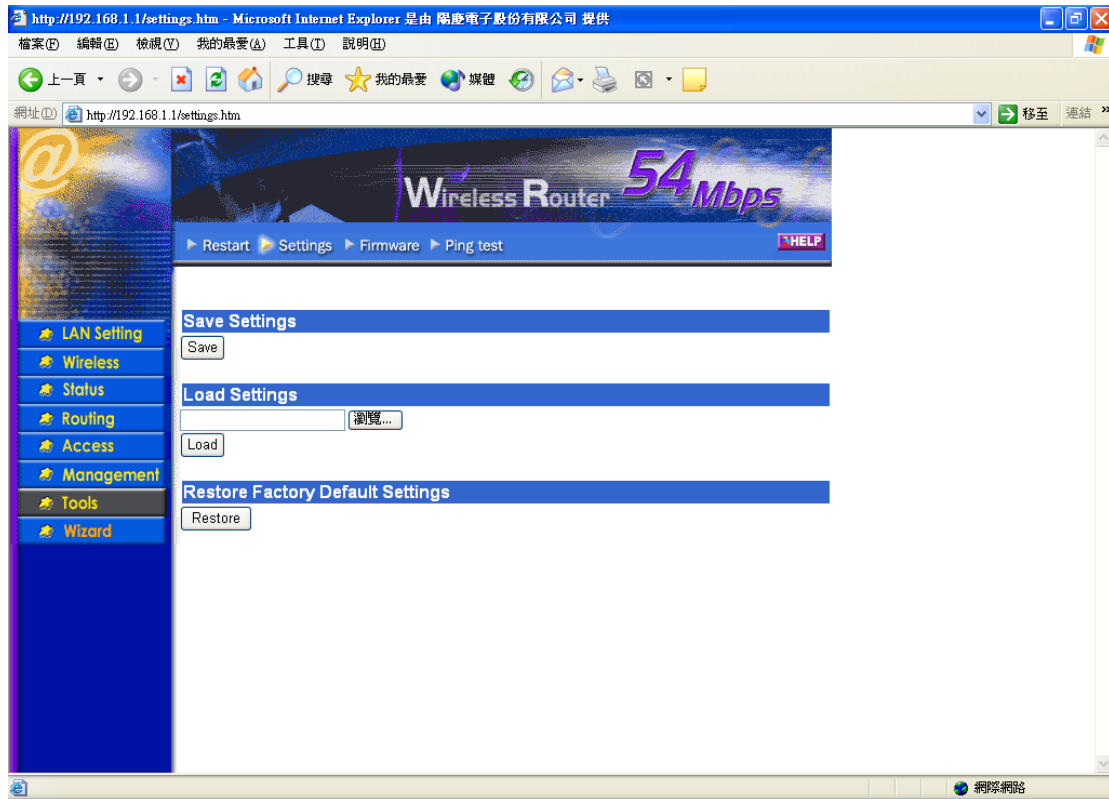 http://192.168.1.1/settings.htm - Microsoft Internet Explorer 是由 陽慶電子股份有限公司 提供
檔案(F) 編輯(E) 檢視(V) 我的最愛(A) 工具(T) 說明(H)
上一頁 搜尋 我的最愛 媒體
網址(D) http://192.168.1.1/settings.htm 移至 連結 »
Wireless Router 54Mbps
Restart Settings Firmware Ping test HELP
LAN Setting
Wireless
Status
Routing
Access
Management
Tools
Wizard
Save Settings
Save
Load Settings
瀏覽...
Load
Restore Factory Default Settings
Restore
網際網路